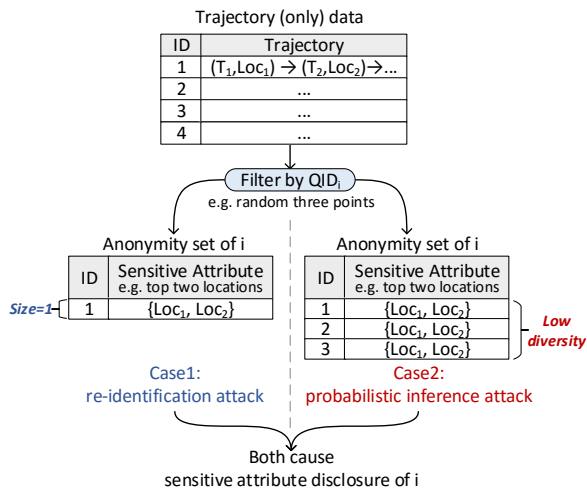 Trajectory (only) data
ID Trajectory
1 (T₁,Loc₁) → (T₂,Loc₂)→...
2 ...
3 ...
4 ...
Filter by QIDᵢ
e.g. random three points
Anonymity set of i
ID Sensitive Attribute
e.g. top two locations
Size=1
1 {Loc₁, Loc₂}
Case1:
re-identification attack
Anonymity set of i
ID Sensitive Attribute
e.g. top two locations
1 {Loc₁, Loc₂}
2 {Loc₁, Loc₂}
3 {Loc₁, Loc₂}
Low
diversity
Case2:
probabilistic inference attack
Both cause
sensitive attribute disclosure of i